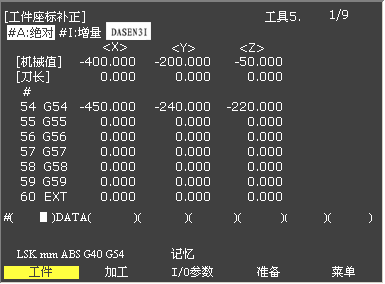 [工件座标补正] 工具5. 1/9
#A:绝对 #I:增量 DASEN3I
<X> <Y> <Z>
[机械值] -400.000 -200.000 -50.000
[刀长] 0.000 0.000 0.000
#
54 G54 -450.000 -240.000 -220.000
55 G55 0.000 0.000 0.000
56 G56 0.000 0.000 0.000
57 G57 0.000 0.000 0.000
58 G58 0.000 0.000 0.000
59 G59 0.000 0.000 0.000
60 EXT 0.000 0.000 0.000
#( )DATA( )( )( )( )( )( )
LSK mm ABS G40 G54 记忆
工件 加工 I/0参数 准备 菜单